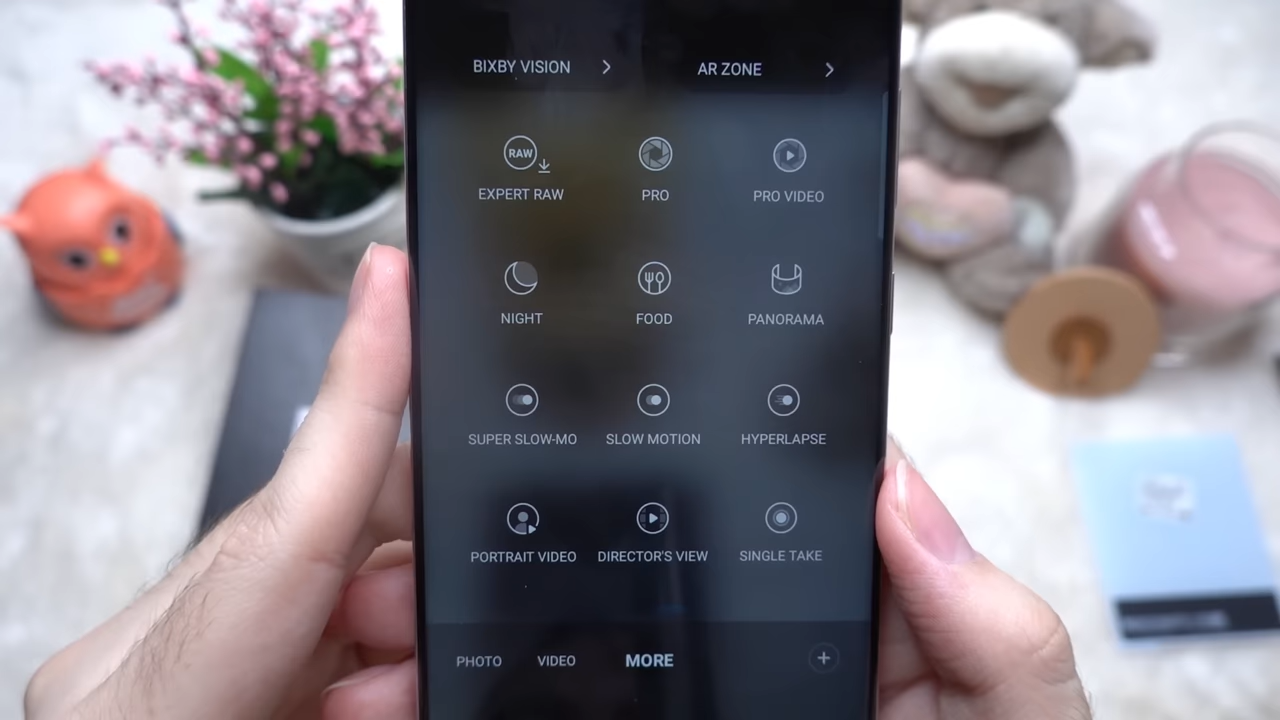 BIXBY VISION
AR ZONE
RAW
EXPERT RAW
PRO
PRO VIDEO
NIGHT
FOOD
PANORAMA
SUPER SLOW-MO
SLOW MOTION
HYPERLAPSE
PORTRAIT VIDEO
DIRECTOR'S VIEW
SINGLE TAKE
PHOTO
VIDEO
MORE